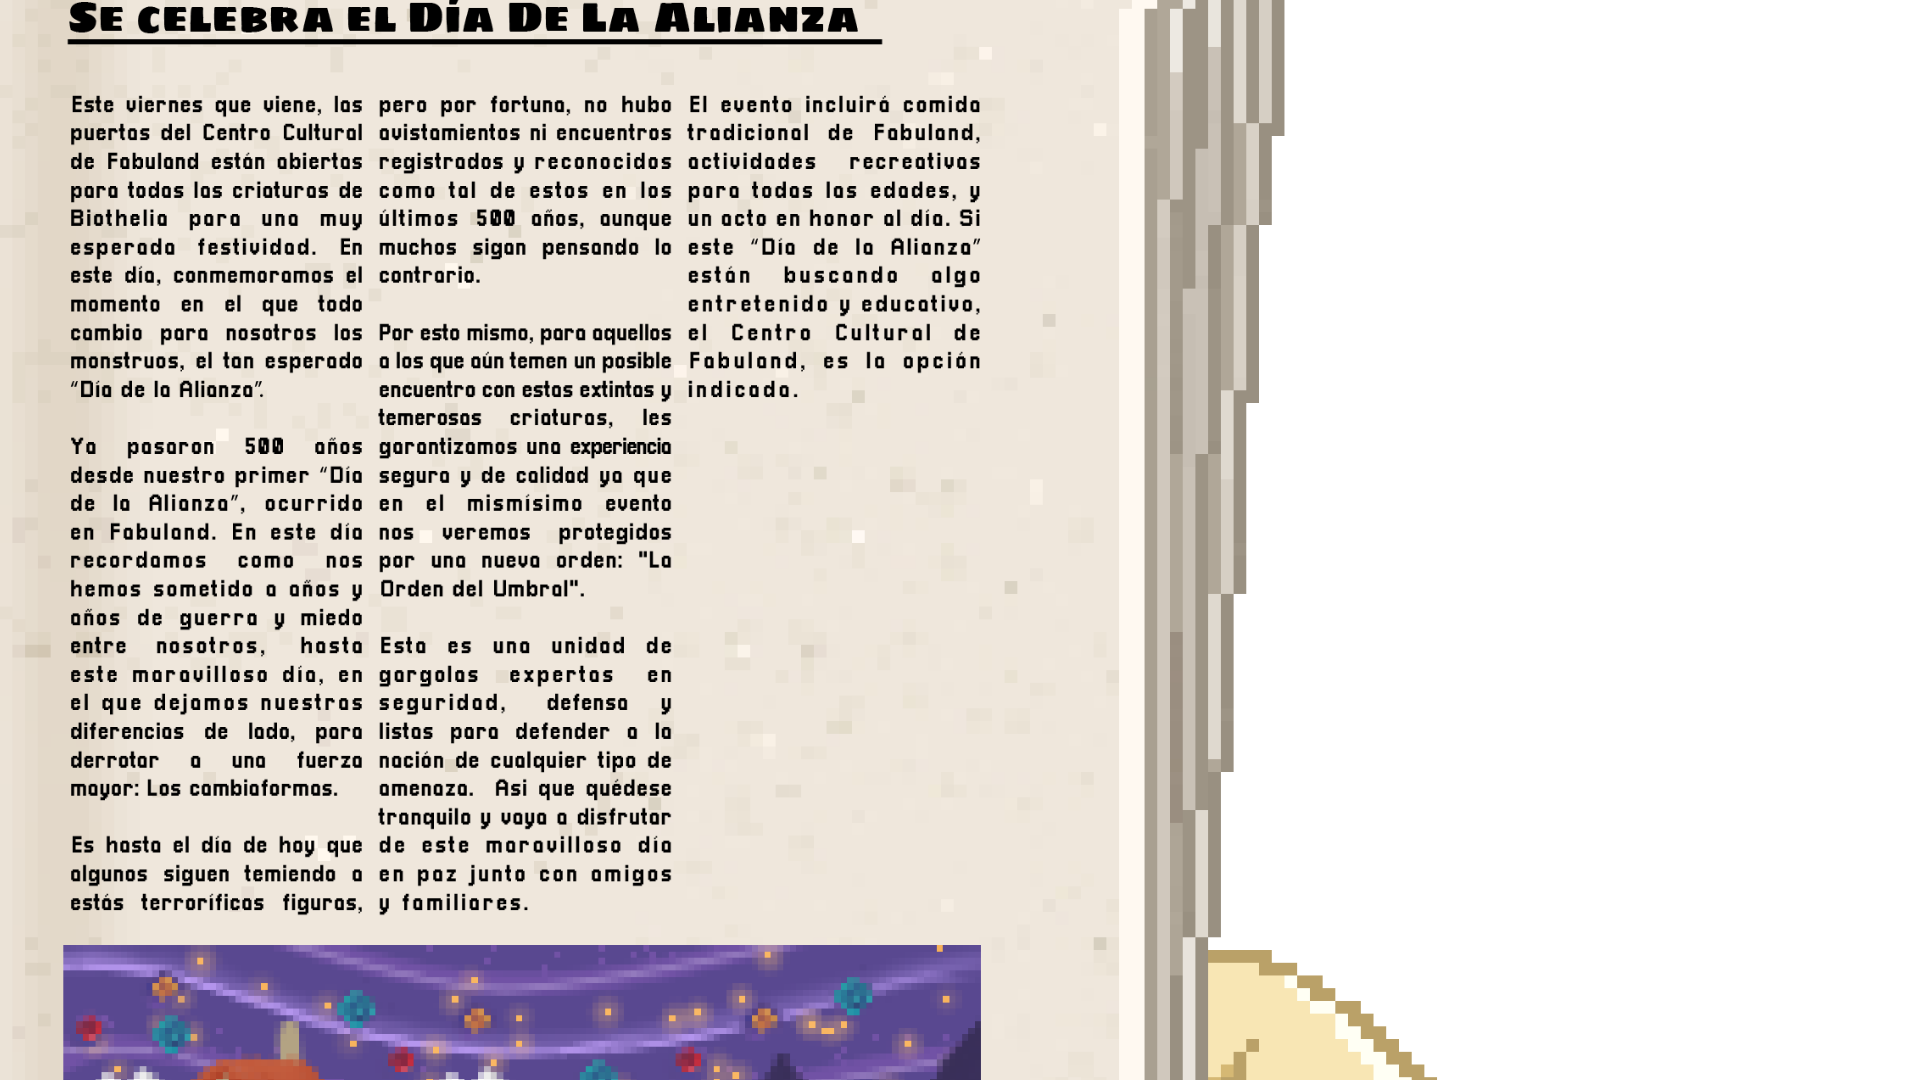 Se celebra el Día De La Alianza
Este viernes que viene, las
puertas del Centro Cultural
de Fabuland están abiertas
para todas las criaturas de
Biothelia para una muy
esperada festividad. En
este día, conmemoramos el
momento en el que todo
cambio para nosotros los
monstruos, el tan esperado
“Día de la Alianza”.
Ya pasaron 500 años
desde nuestro primer “Día
de la Alianza”, ocurrido
en Fabuland. En este día
recordamos como nos
hemos sometido a años y
años de guerra y miedo
entre nosotros, hasta
este maravilloso día, en
el que dejamos nuestras
diferencias de lado, para
derrotar a una fuerza
mayor: Los cambiaformas.
Es hasta el día de hoy que
algunos siguen temiendo a
estás terroríficas figuras,
pero por fortuna, no hubo
avistamientos ni encuentros
registrados y reconocidos
como tal de estos en los
últimos 500 años, aunque
muchos sigan pensando lo
contrario.
Por esto mismo, para aquellos
a los que aún temen un posible
encuentro con estas extintas y
temerosas criaturas, les
garantizamos una experiencia
segura y de calidad ya que
en el mismísimo evento
nos veremos protegidos
por una nueva orden: "La
Orden del Umbral".
Esta es una unidad de
gargolas expertas en
seguridad, defensa y
listas para defender a la
nación de cualquier tipo de
amenaza. Asi que quédese
tranquilo y vaya a disfrutar
de este maravilloso día
en paz junto con amigos
y familiares.
El evento incluirá comida
tradicional de Fabuland,
actividades recreativas
para todas las edades, y
un acto en honor al día. Si
este “Día de la Alianza”
están buscando algo
entretenido y educativo,
el Centro Cultural de
Fabuland, es la opción
indicada.